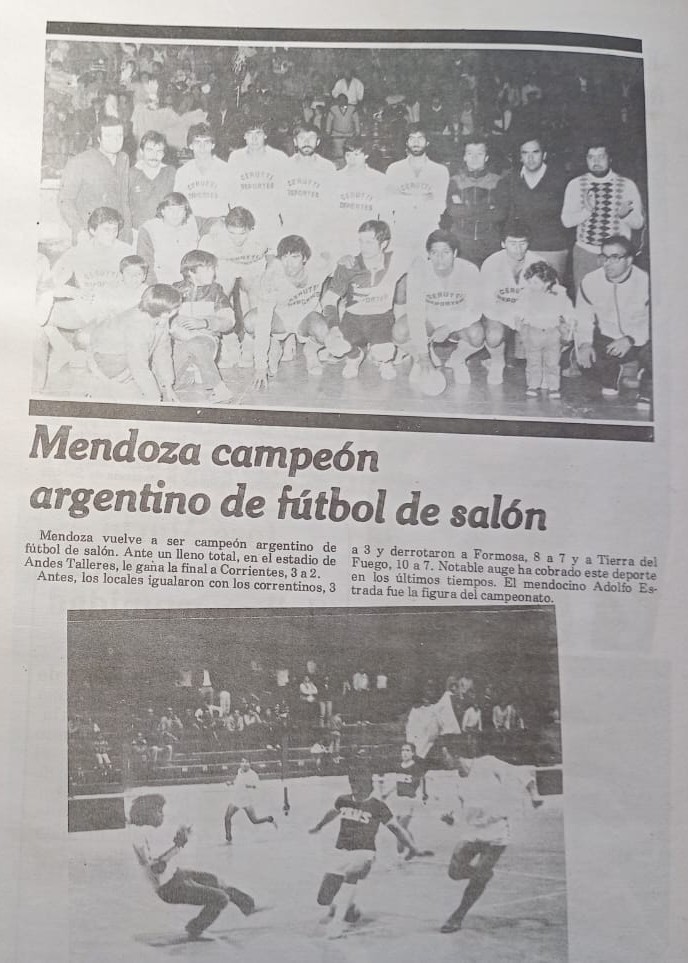 CERUTTI
DEPORTES
Mendoza campeón
argentino de fútbol de salón
Mendoza vuelve a ser campeón argentino de
fútbol de salón. Ante un lleno total, en el estadio de
Andes Talleres, le gana la final a Corrientes, 3 a 2.
Antes, los locales igualaron con los correntinos, 3
a 3 y derrotaron a Formosa, 8 a 7 y a Tierra del
Fuego, 10 a 7. Notable auge ha cobrado este deporte
en los últimos tiempos. El mendocino Adolfo Es-
trada fue la figura del campeonato.